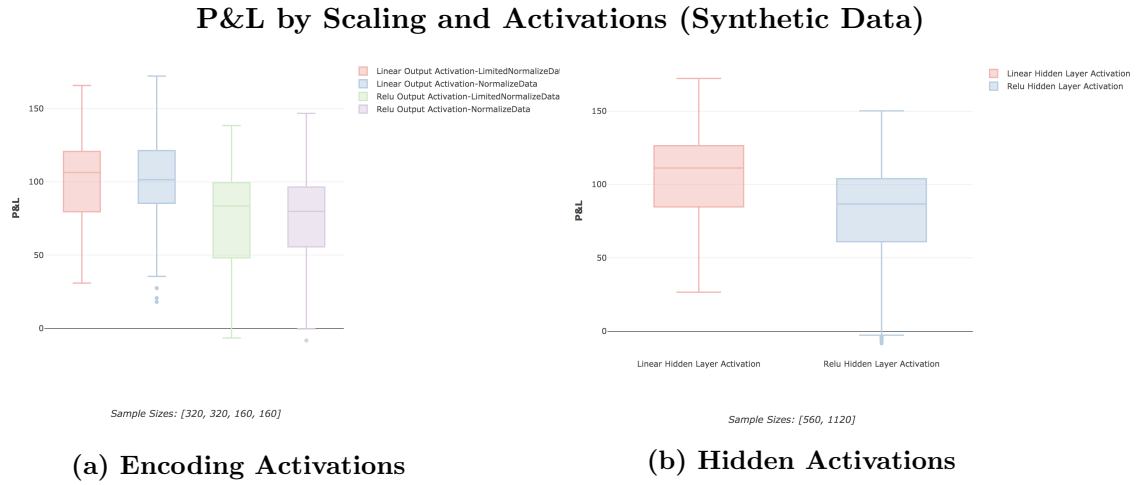 P&L by Scaling and Activations (Synthetic Data)
Linear Output Activation-LimitedNormalizeDat
Linear Output Activation-NormalizeData
Relu Output Activation-LimitedNormalizeData
Relu Output Activation-NormalizeData
150
100
50
0
P&L
Sample Sizes: [320, 320, 160, 160]
(a) Encoding Activations
Linear Hidden Layer Activation
Relu Hidden Layer Activation
150
100
50
0
P&L
Linear Hidden Layer Activation
Relu Hidden Layer Activation
Sample Sizes: [560, 1120]
(b) Hidden Activations